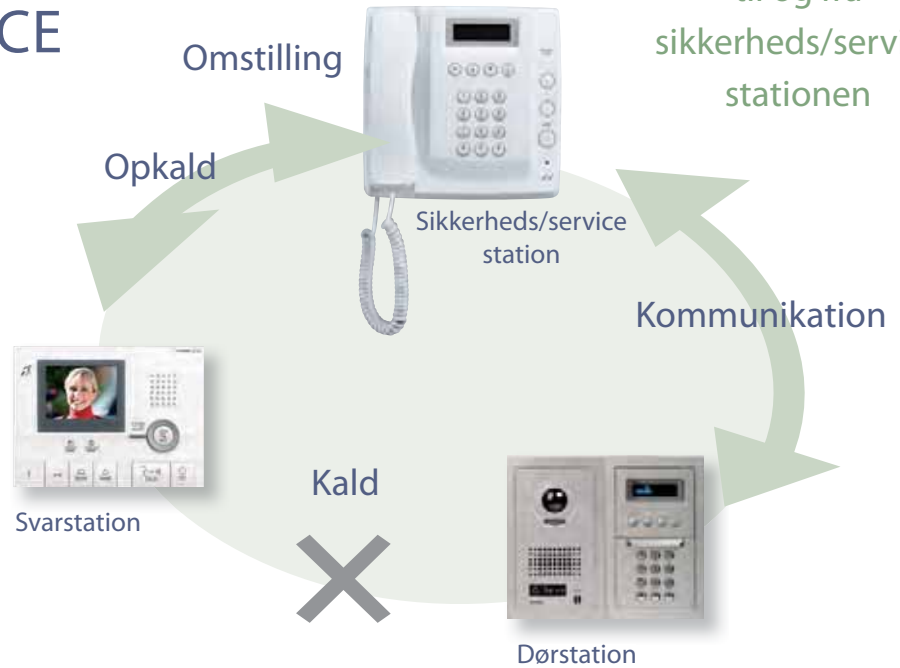 CE
sikkerheds/serv
stationen
Omstilling
Opkald
Sikkerheds/service
station
Kommunikation
Svarstation
Kald
Dørstation